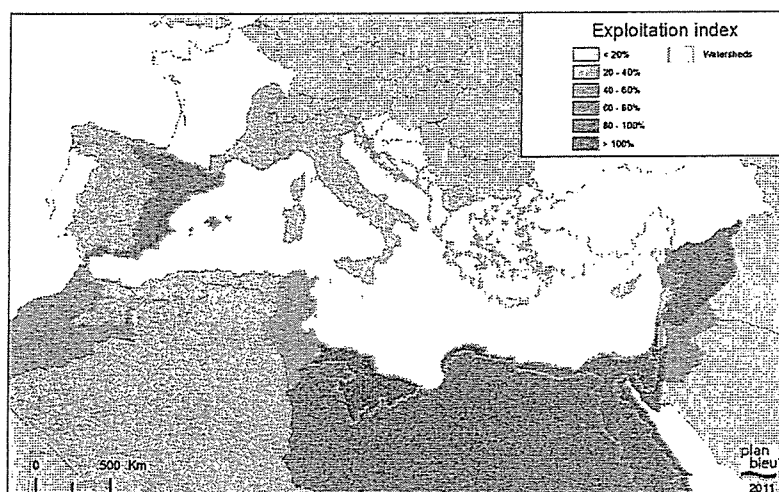 Exploitation index
< 20%
Watersheds
20 - 40%
40 - 60%
60 - 80%
80 - 100%
> 100%
0 500 Km
plan
bleu
2011